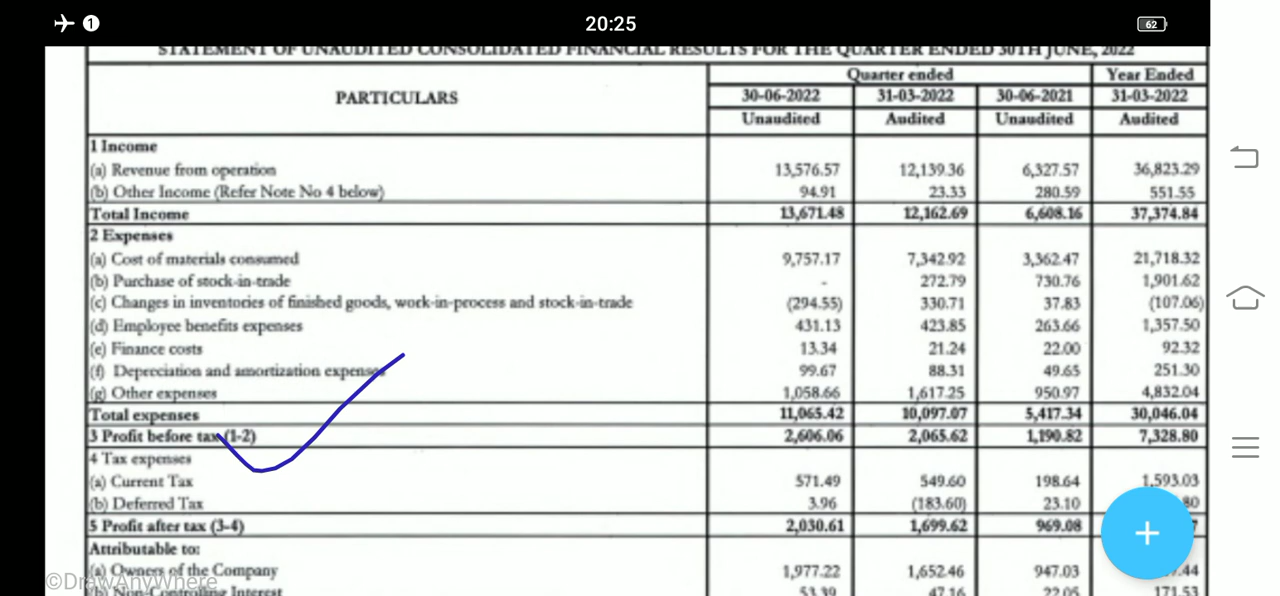 1 20:25 62
STATEMENT OF UNAUDITED CONSOLIDATED FINANCIAL RESULTS FOR THE QUARTER ENDED 30TH JUNE, 2022
PARTICULARS Quarter ended Year Ended
30-06-2022 31-03-2022 30-06-2021 31-03-2022
Unaudited Audited Unaudited Audited
1 Income
(a) Revenue from operation 13,576.57 12,139.36 6,327.57 36,823.29
(b) Other Income (Refer Note No 4 below) 94.91 23.33 280.59 551.55
Total Income 13,671.48 12,162.69 6,608.16 37,374.84
2 Expenses
(a) Cost of materials consumed 9,757.17 7,342.92 3,362.47 21,718.32
(b) Purchase of stock-in-trade - 272.79 730.76 1,901.62
(c) Changes in inventories of finished goods, work-in-process and stock-in-trade (294.55) 330.71 37.83 (107.06)
(d) Employee benefits expenses 431.13 423.85 263.66 1,357.50
(e) Finance costs 13.34 21.24 22.00 92.32
(f) Depreciation and amortization expenses 99.67 88.31 49.65 251.30
(g) Other expenses 1,058.66 1,617.25 950.97 4,832.04
Total expenses 11,065.42 10,097.07 5,417.34 30,046.04
3 Profit before tax (1-2) 2,606.06 2,065.62 1,190.82 7,328.80
4 Tax expenses
(a) Current Tax 571.49 549.60 198.64 1,593.03
(b) Deferred Tax 3.96 (183.60) 23.10
5 Profit after tax (3-4) 2,030.61 1,699.62 969.08
Attributable to:
(a) Owners of the Company 1,977.22 1,652.46 947.03
(b) Non-Controlling Interest 53.39 47.16 22.05 171.53
©DrawAnyWhere